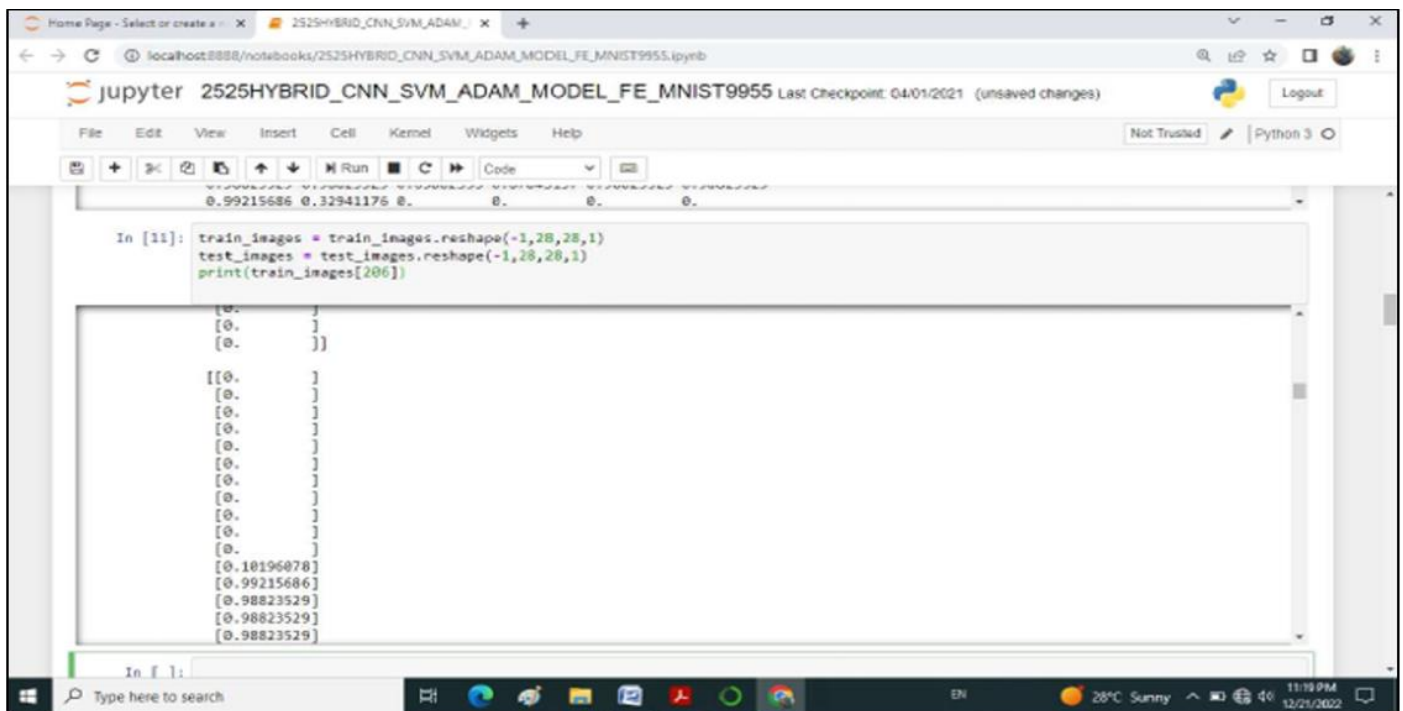 Home Page - Select or create a n
2525HYBRID_CNN_SVM_ADAM_
localhost:8888/notebooks/2525HYBRID_CNN_SVM_ADAM_MODEL_FE_MNIST9955.ipynb
jupyter 2525HYBRID_CNN_SVM_ADAM_MODEL_FE_MNIST9955 Last Checkpoint: 04/01/2021 (unsaved changes)
Logout
File Edit View Insert Cell Kernel Widgets Help
Not Trusted Python 3
Run Code
0.99215686 0.32941176 0. 0. 0. 0.
In [11]: train_images = train_images.reshape(-1,28,28,1)
test_images = test_images.reshape(-1,28,28,1)
print(train_images[206])
[0. ]
[0. ]
[0. ]]
[[0. ]
[0. ]
[0. ]
[0. ]
[0. ]
[0. ]
[0. ]
[0. ]
[0. ]
[0. ]
[0. ]
[0.10196078]
[0.99215686]
[0.98823529]
[0.98823529]
[0.98823529]
In [ ]:
Type here to search
EN
28°C Sunny
11:19 PM
12/21/2022